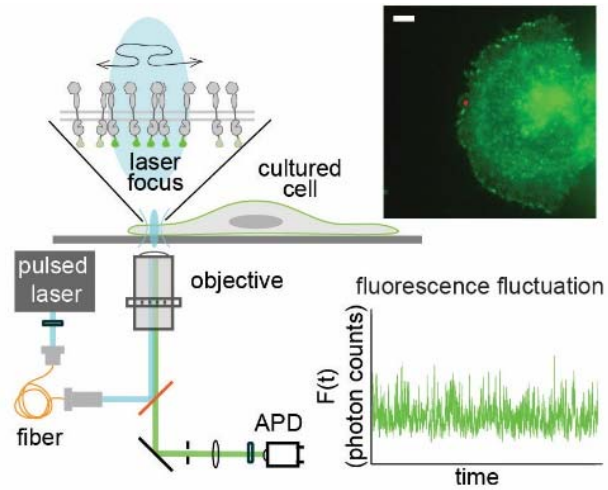 laser
focus
cultured
cell
pulsed
laser
objective
fiber
APD
fluorescence fluctuation
F(t)
(photon counts)
time